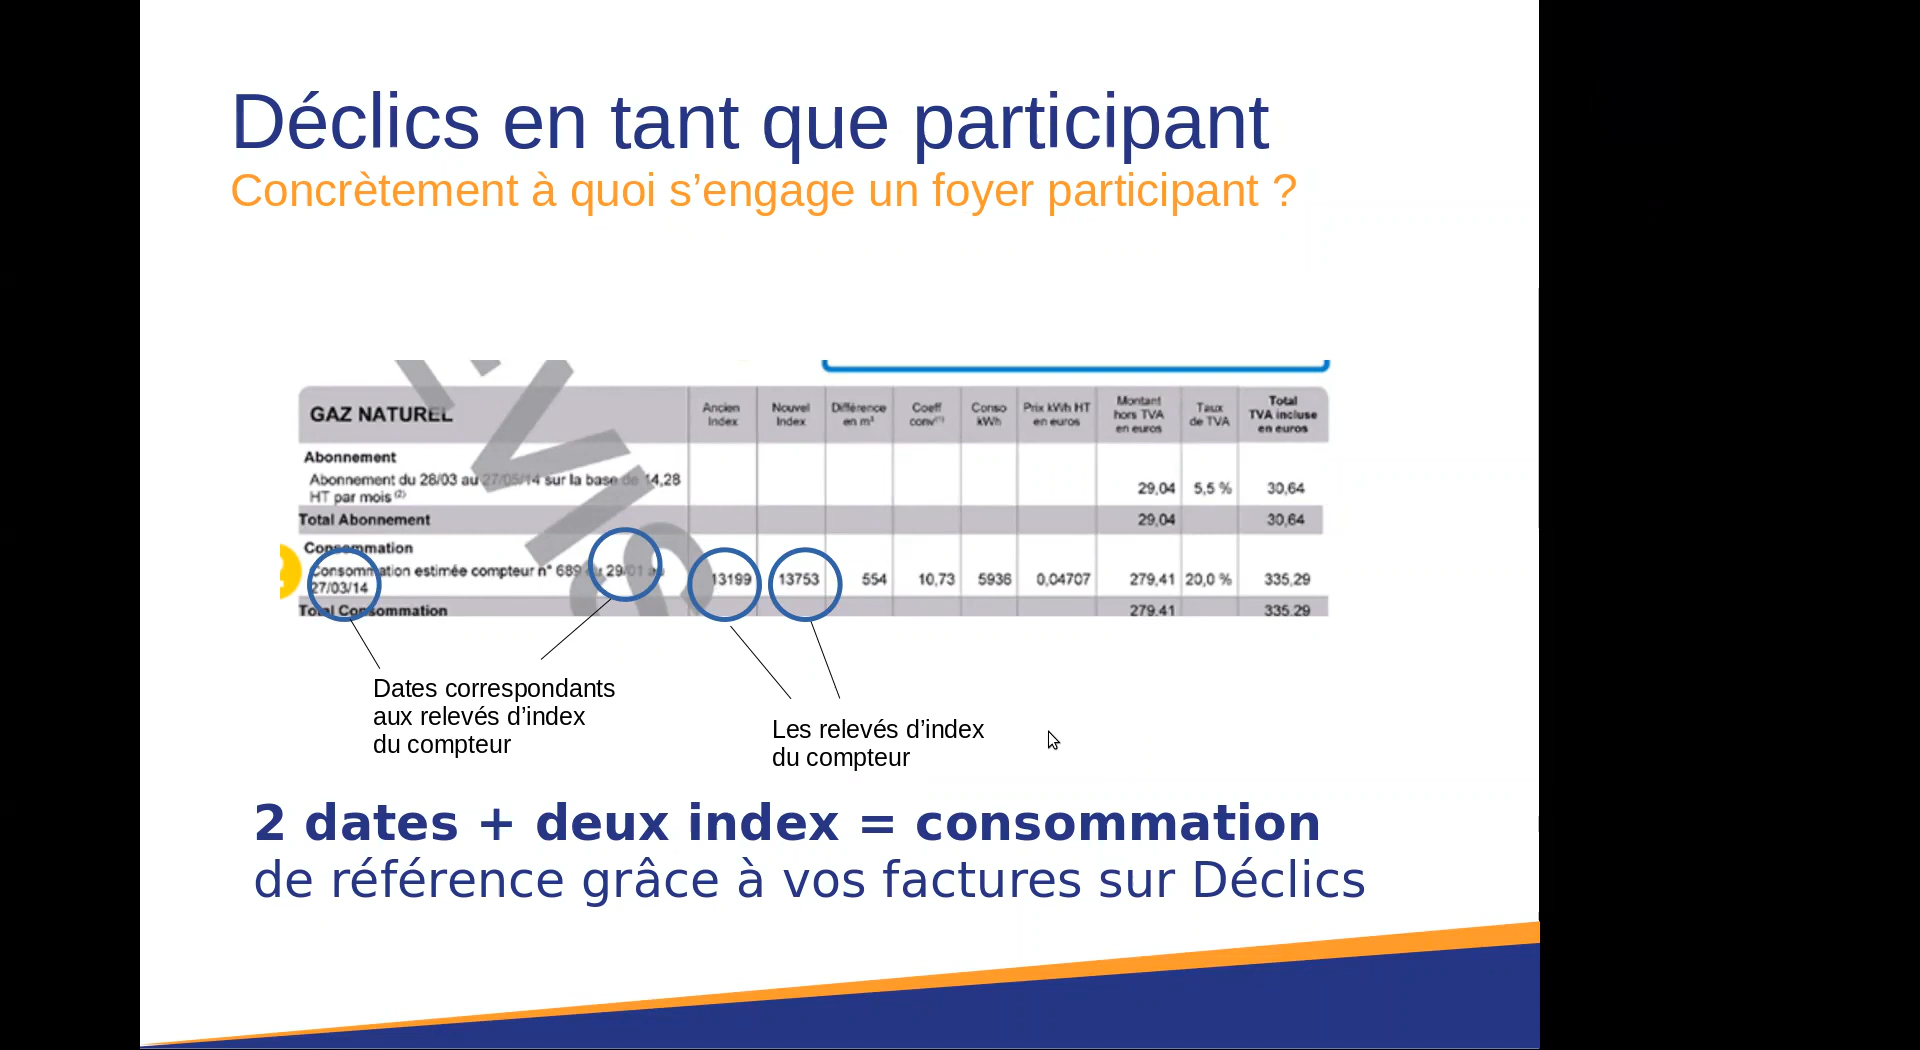 Déclics en tant que participant
Concrètement à quoi s’engage un foyer participant ?
GAZ NATUREL Ancien Index Nouvel Index Différence en m³ Coeff conv(1) Conso kWh Prix kWh HT en euros Montant hors TVA en euros Taux de TVA Total TVA incluse en euros
Abonnement
Abonnement du 28/03 au 27/05/14 sur la base de 14,28
HT par mois (2) 29,04 5,5 % 30,64
Total Abonnement 29,04 30,64
Consommation
Consommation estimée compteur n° 689 du 29/01 au
27/03/14 13199 13753 554 10,73 5936 0,04707 279,41 20,0 % 335,29
Total Consommation 279,41 335,29
Dates correspondants
aux relevés d’index
du compteur
Les relevés d’index
du compteur
2 dates + deux index = consommation
de référence grâce à vos factures sur Déclics